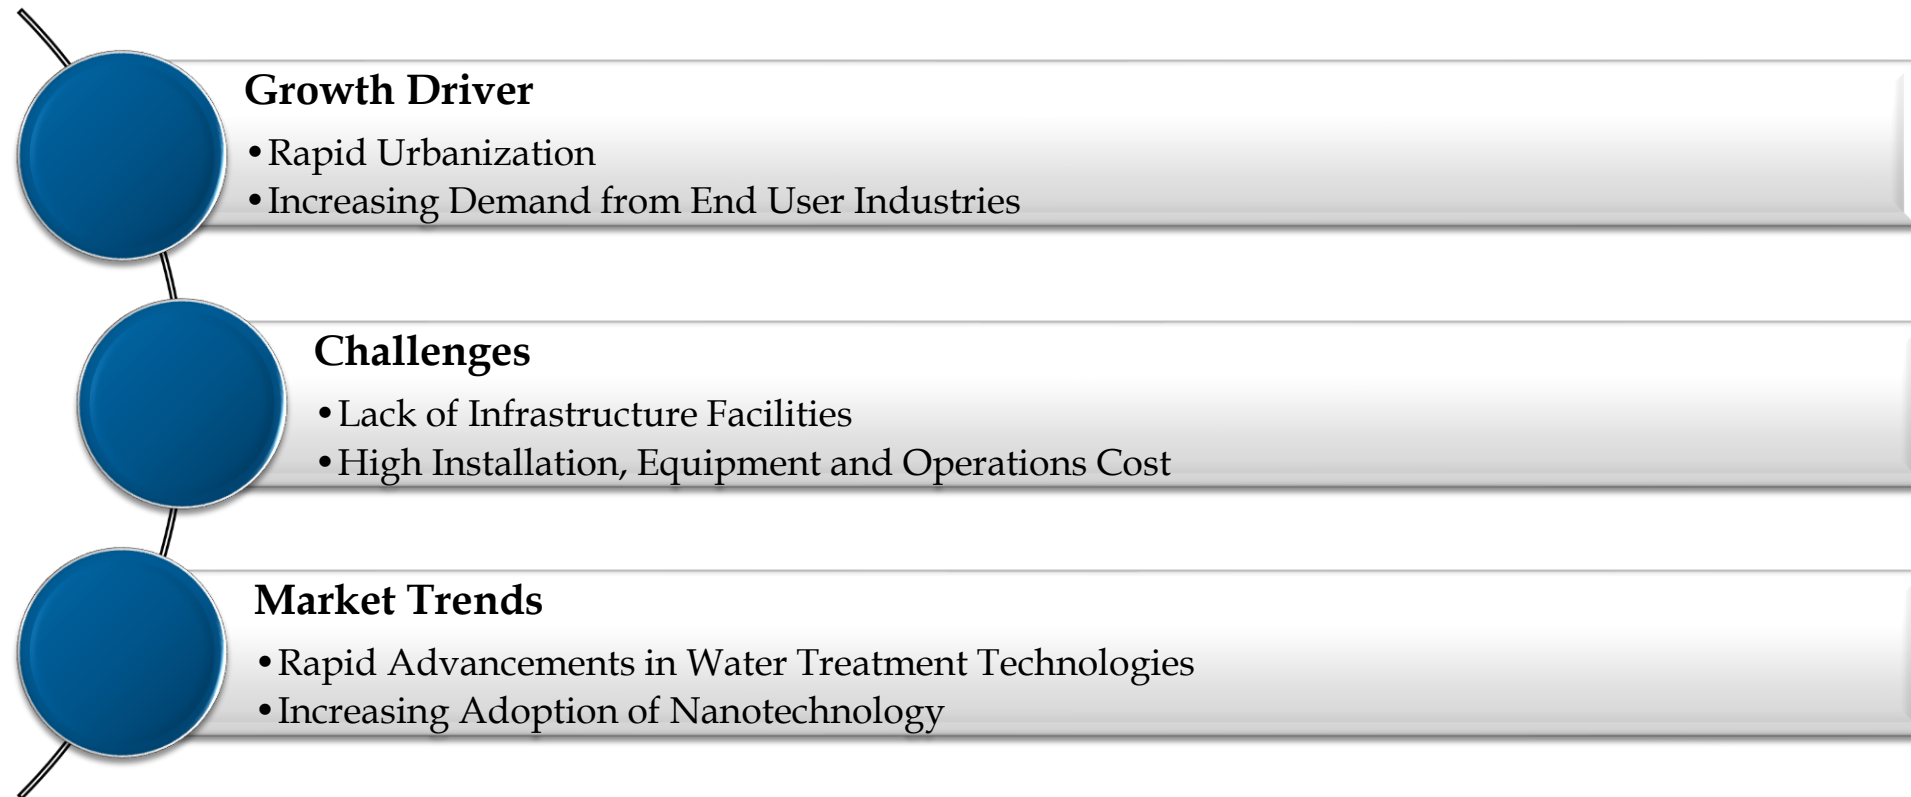 Growth Driver
•Rapid Urbanization
•Increasing Demand from End User Industries
Challenges
•Lack of Infrastructure Facilities
•High Installation, Equipment and Operations Cost
Market Trends
•Rapid Advancements in Water Treatment Technologies
•Increasing Adoption of Nanotechnology